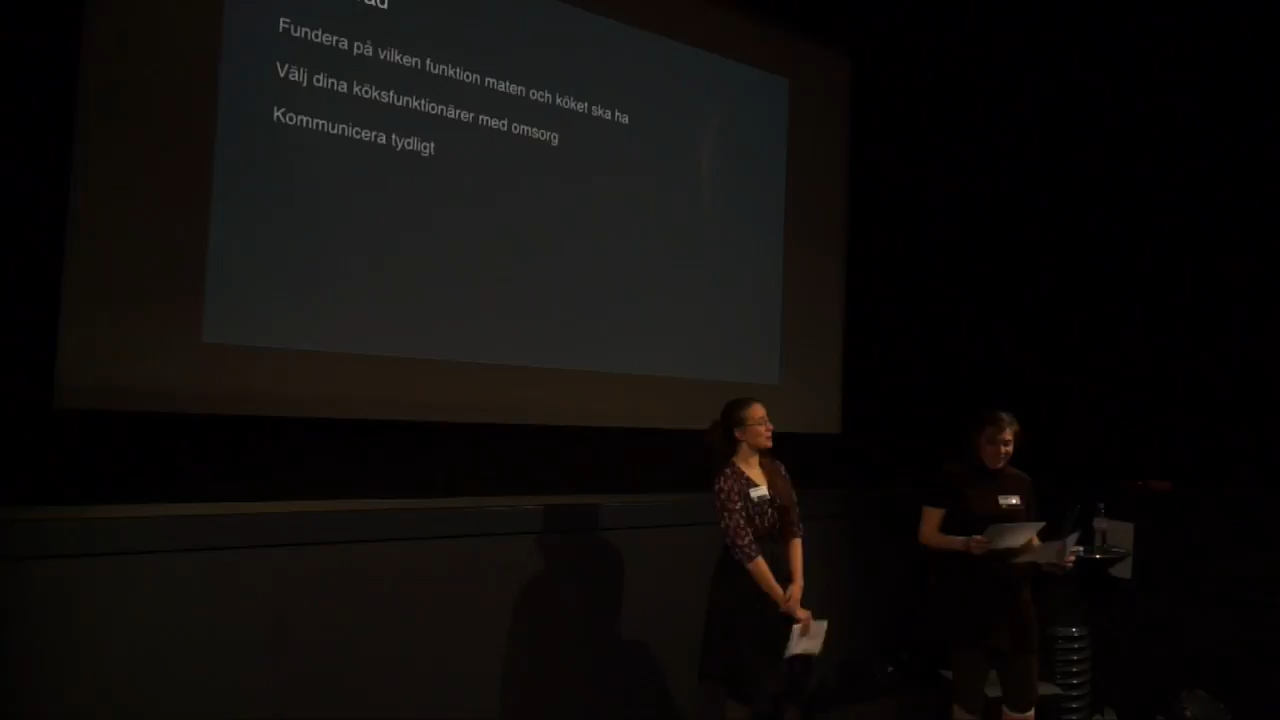 Fundera på vilken funktion maten och köket ska ha
Välj dina köksfunktionärer med omsorg
Kommunicera tydligt